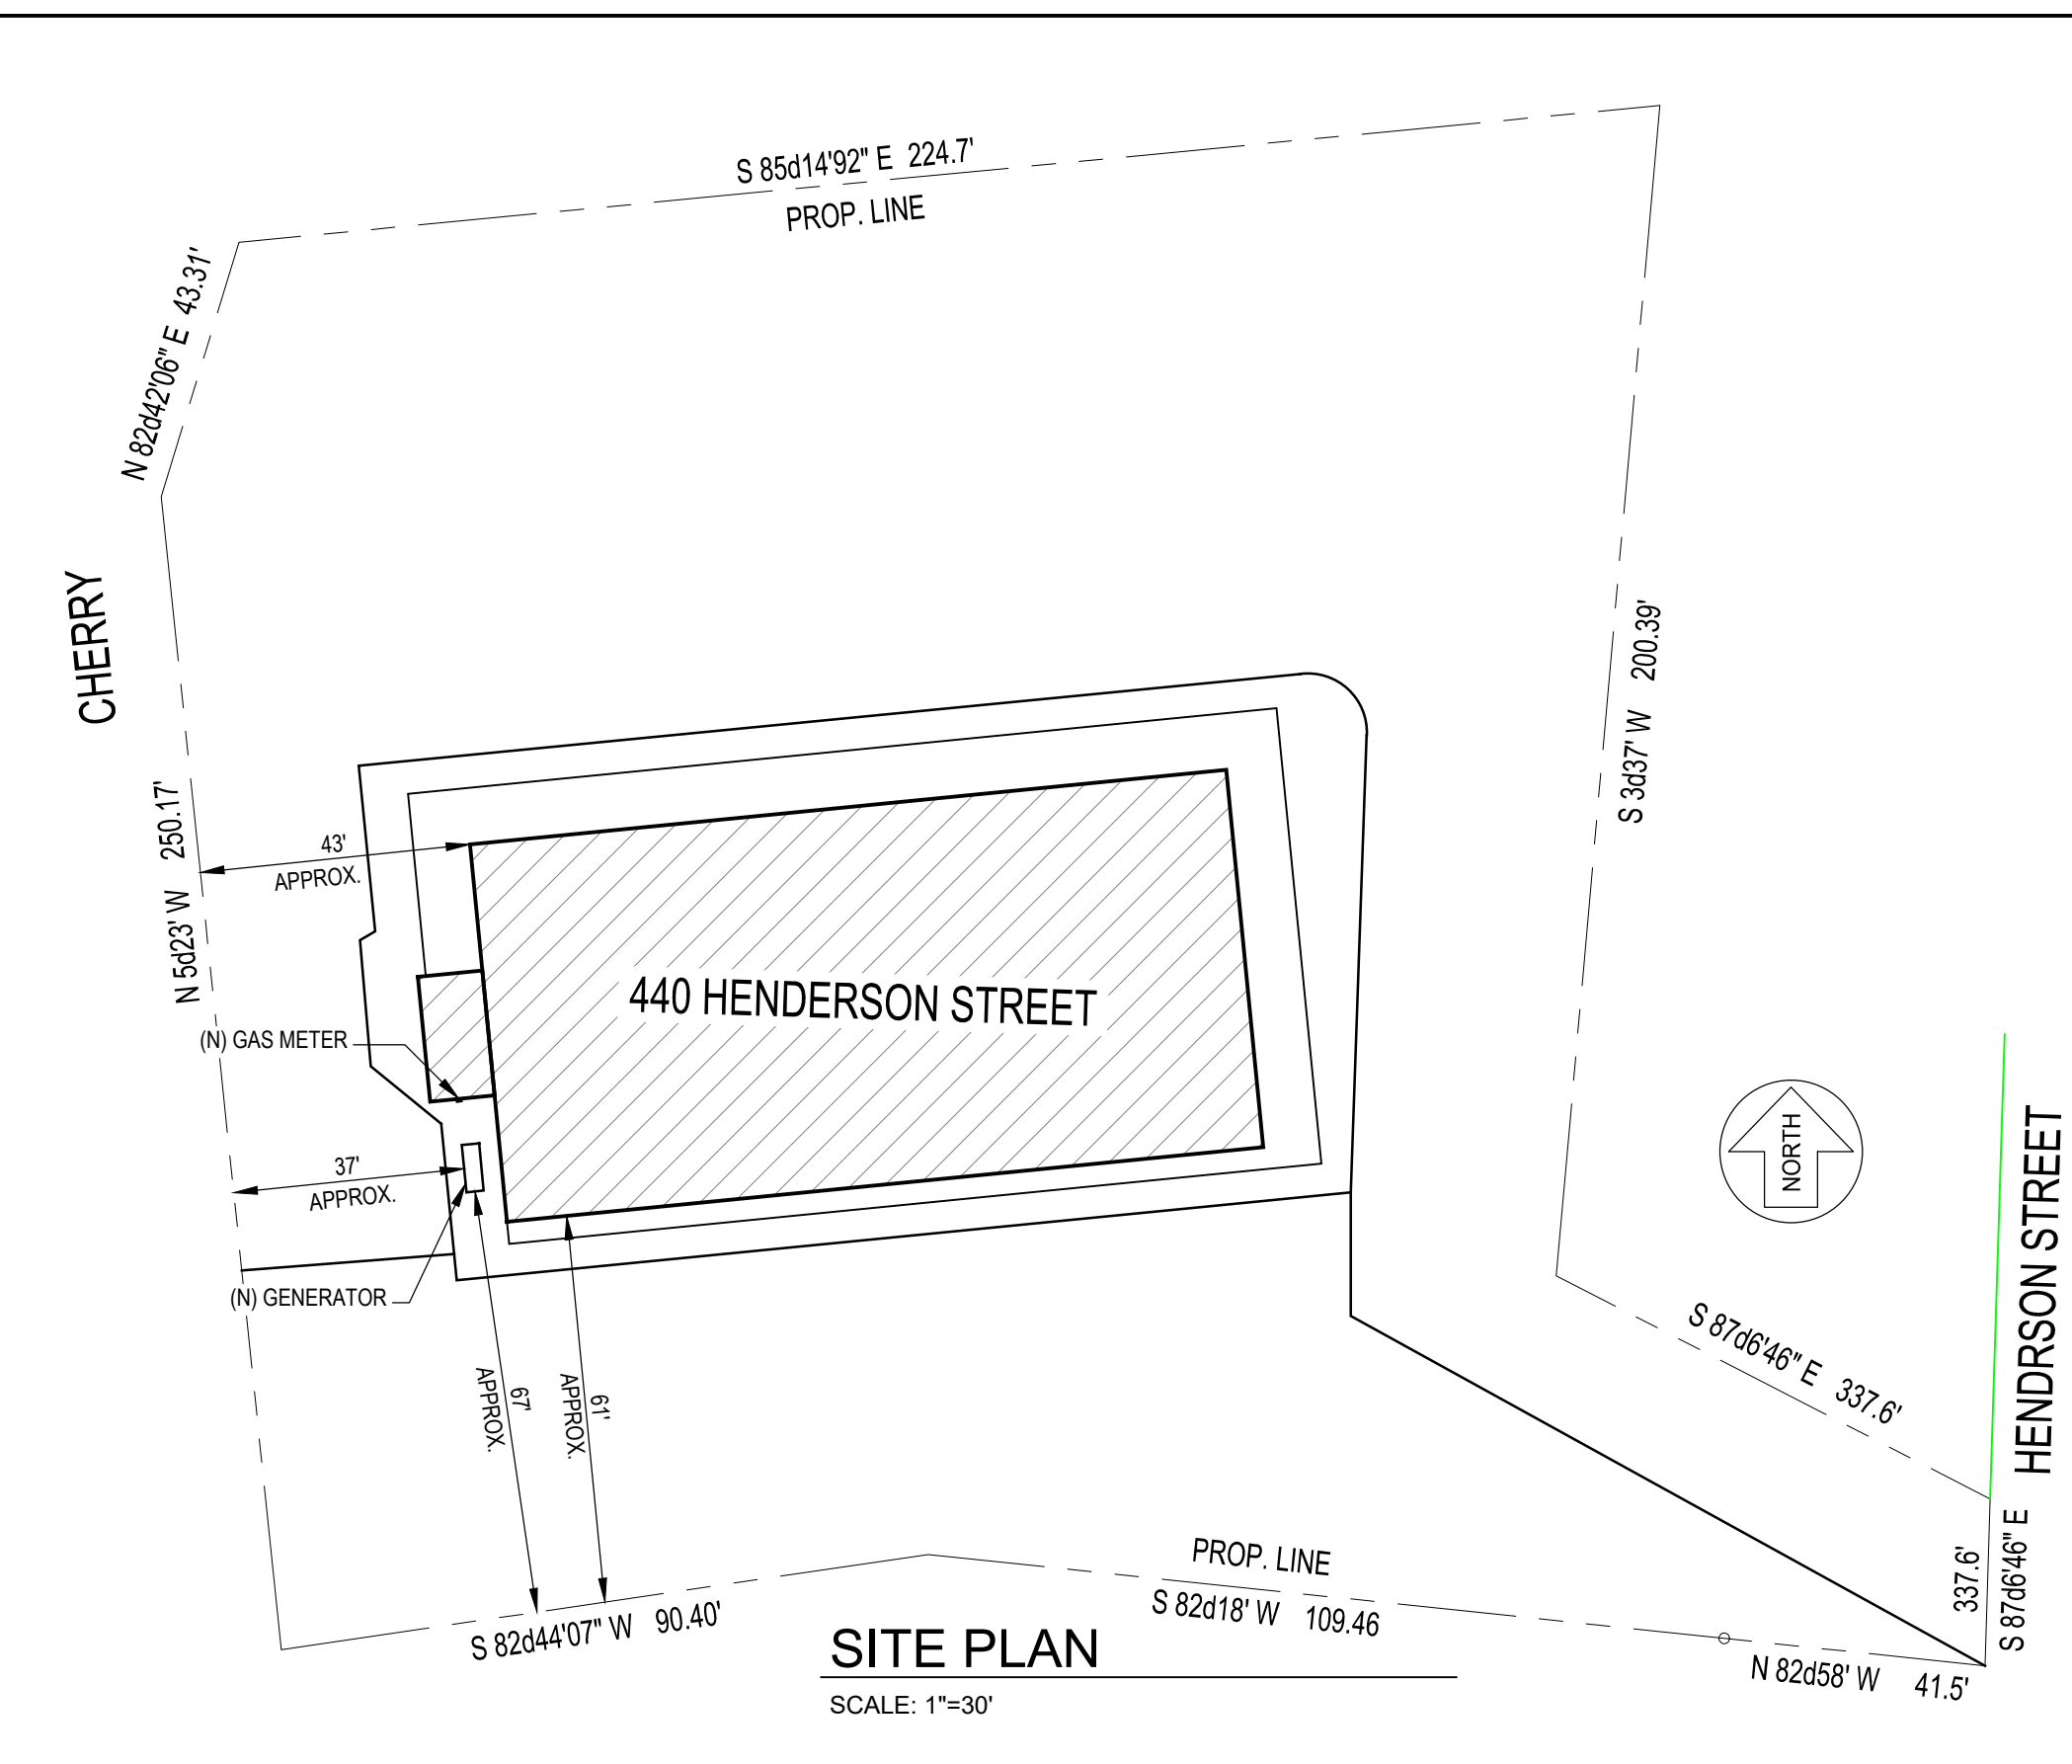 S 85d14'92" E 224.7'
PROP. LINE
N 82d42'06" E 43.31'
CHERRY
N 5d23' W 250.17'
S 3d37' W 200.39'
43'
APPROX.
440 HENDERSON STREET
(N) GAS METER
37'
APPROX.
(N) GENERATOR
67'
APPROX.
61'
APPROX.
NORTH
HENDRSON STREET
S 87d6'46" E 337.6'
337.6'
S 87d6'46" E
PROP. LINE
S 82d18' W 109.46
S 82d44'07" W 90.40'
N 82d58' W 41.5'
SITE PLAN
SCALE: 1"=30'